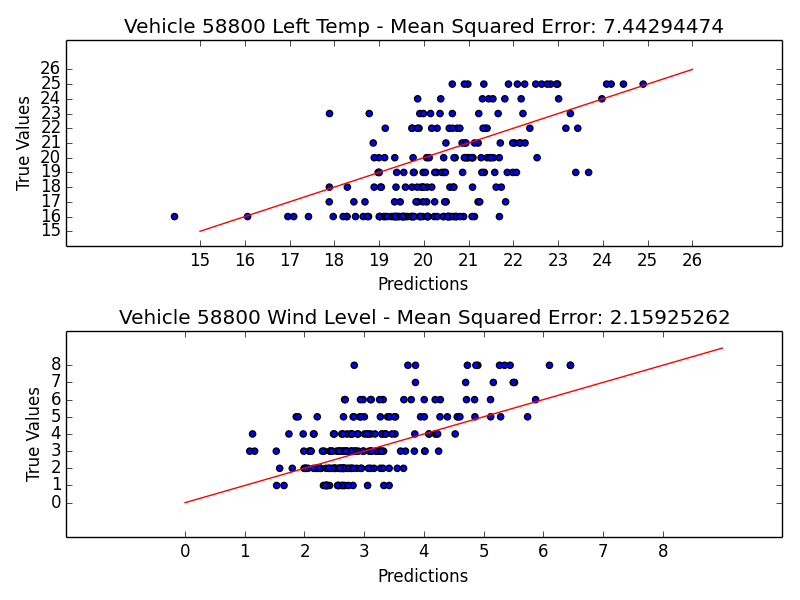 Vehicle 58800 Left Temp - Mean Squared Error: 7.44294474
True Values
26
25
24
23
22
21
20
19
18
17
16
15
15 16 17 18 19 20 21 22 23 24 25 26
Predictions
Vehicle 58800 Wind Level - Mean Squared Error: 2.15925262
True Values
8
7
6
5
4
3
2
1
0
0 1 2 3 4 5 6 7 8
Predictions